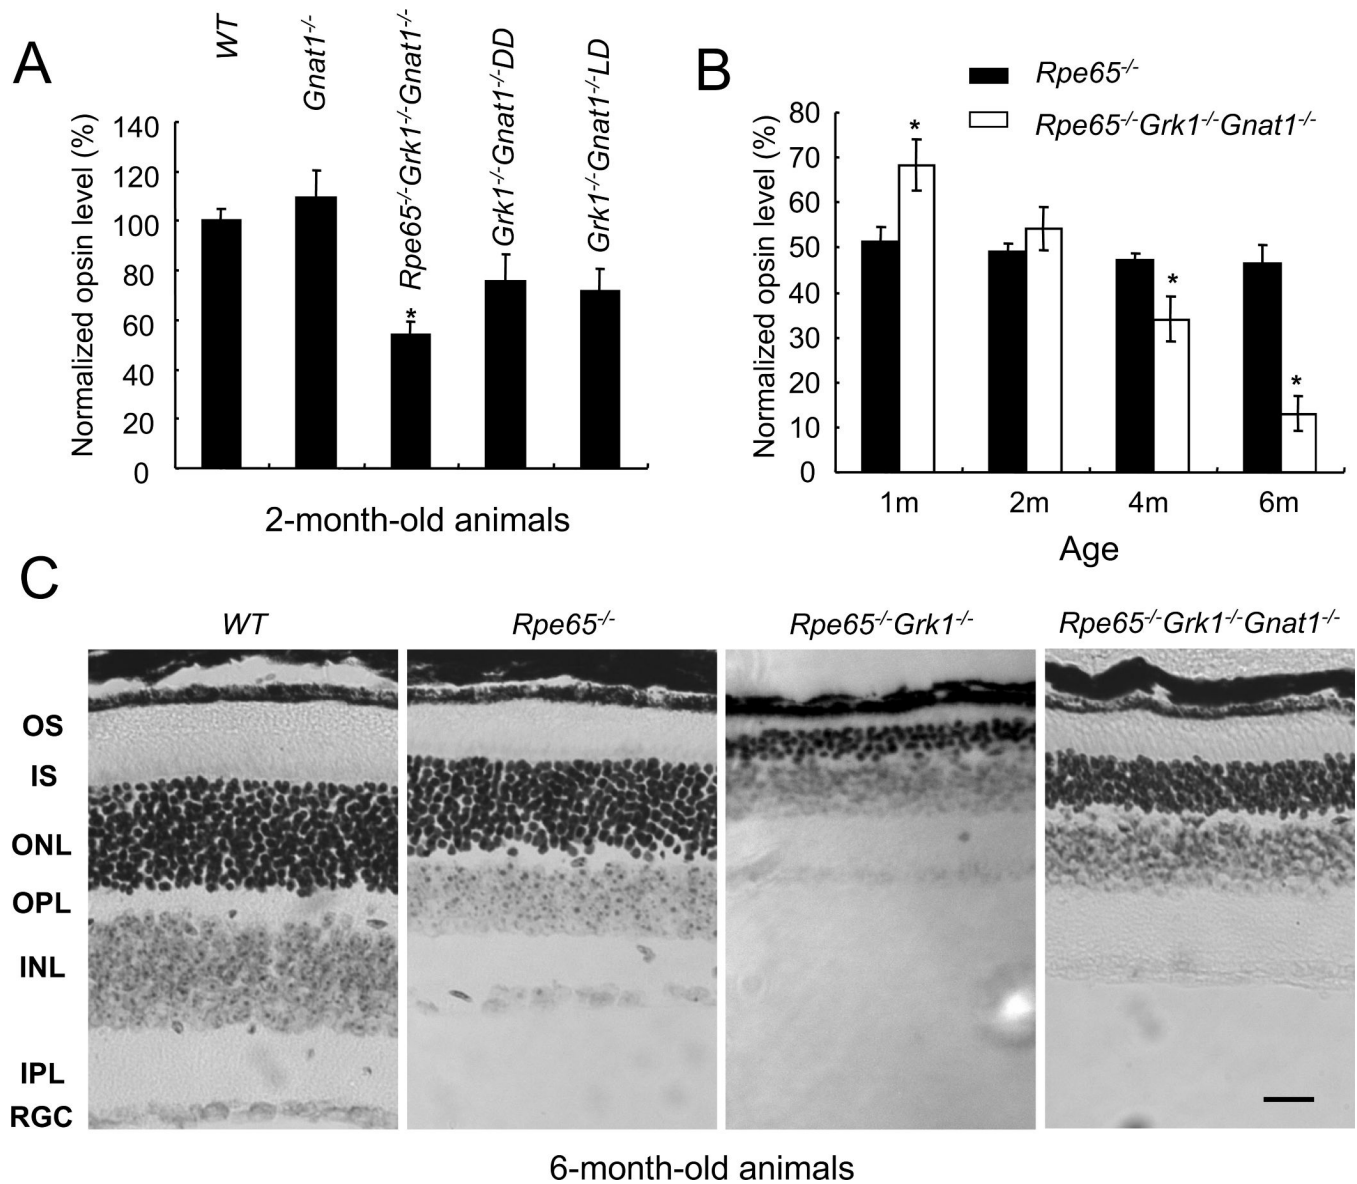 A
WT
Gnat1-/-
Rpe65-/-Grk1-/-Gnat1-/-
Grk1-/-Gnat1-/-DD
Grk1-/-Gnat1-/-LD
Normalized opsin level (%)
140
120
100
80
60
40
20
0
*
2-month-old animals
B
Rpe65-/-
Rpe65-/-Grk1-/-Gnat1-/-
Normalized opsin level (%)
80
70
60
50
40
30
20
10
0
*
*
*
1m 2m 4m 6m
Age
C
WT Rpe65-/- Rpe65-/-Grk1-/- Rpe65-/-Grk1-/-Gnat1-/-
OS
IS
ONL
OPL
INL
IPL
RGC
6-month-old animals